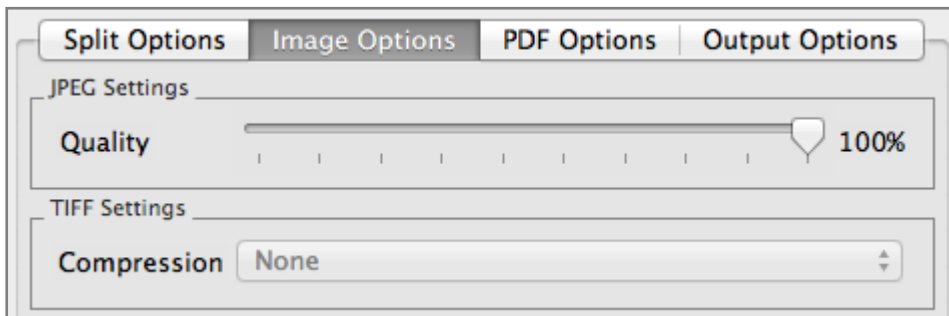 Split Options Image Options PDF Options Output Options
JPEG Settings
Quality 100%
TIFF Settings
Compression None